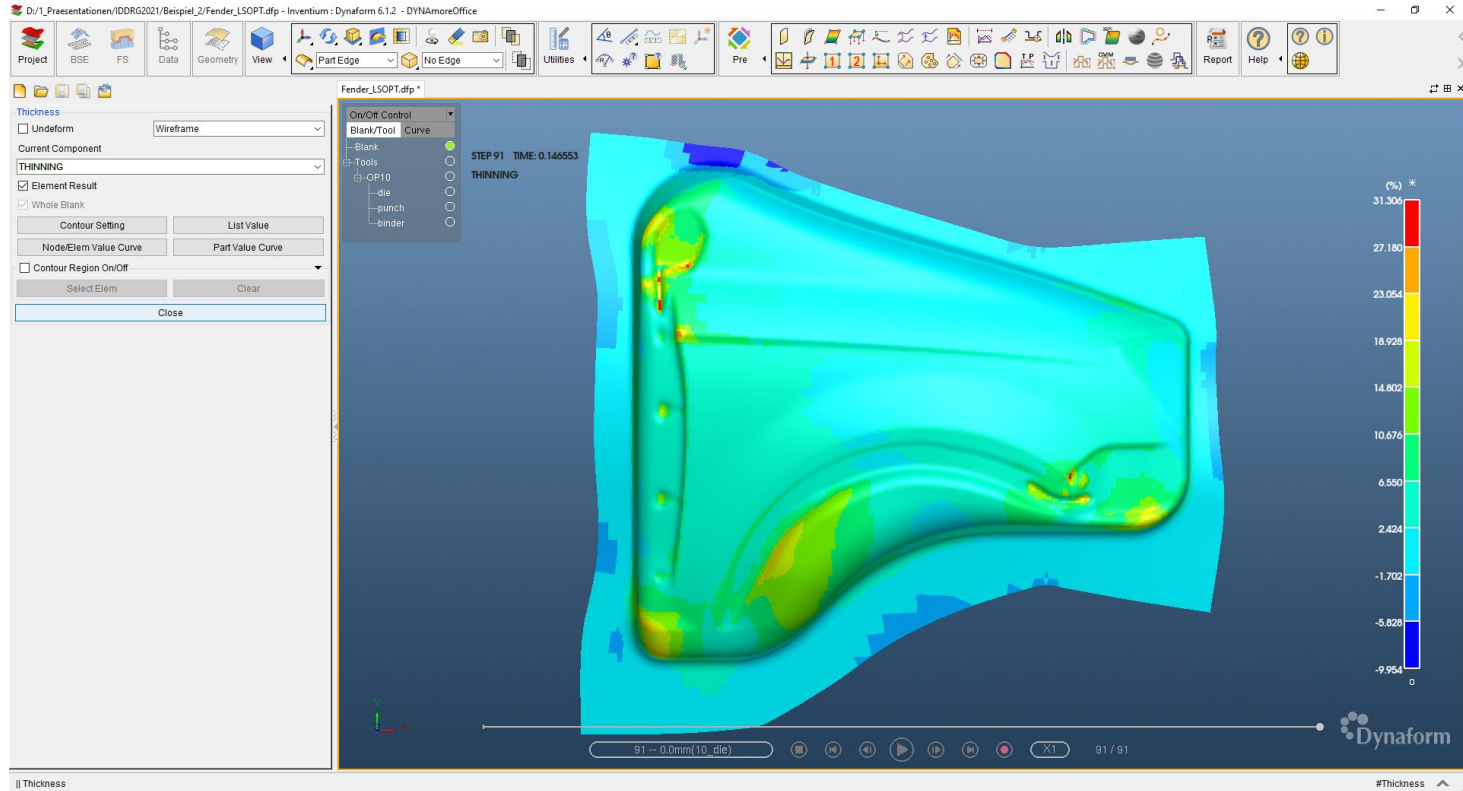 D:/1_Praesentationen/IDDRG2021/Beispiel_2/Fender_LSOPT.dfp - Inventium : Dynaform 6.1.2 - DYNAmoreOffice
Project BSE FS Data Geometry View Part Edge No Edge Utilities Pre Report Help
Fender_LSOPT.dfp *
Thickness
Undeform Wireframe
Current Component
THINNING
Element Result
Whole Blank
Contour Setting List Value
Node/Elem Value Curve Part Value Curve
Contour Region On/Off
Select Elem Clear
Close
On/Off Control
Blank/Tool Curve
Blank
Tools
OP10
die
punch
binder
STEP 91 TIME: 0.146553
THINNING
(%)
31.306
27.180
23.054
18.928
14.802
10.676
6.550
2.424
-1.702
-5.828
-9.954
Y
91 -- 0.0mm(10_die) X1 91 / 91
Dynaform
|| Thickness #Thickness